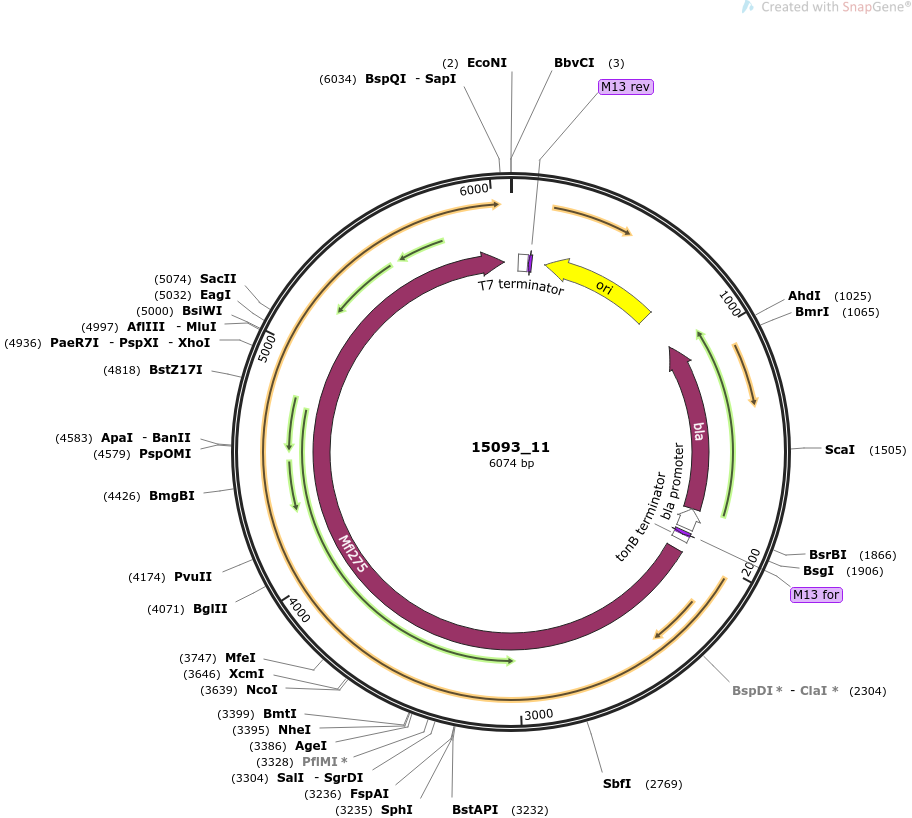 Created with SnapGene®
(2) EcoNI
BbvCI (3)
(6034) BspQI - SapI
M13 rev
6000
T7 terminator
ori
1000
AhdI (1025)
BmrI (1065)
(5074) SacII
(5032) EagI
(5000) BsiWI
(4997) AflIII - MluI
(4936) PaeR7I - PspXI - XhoI
5000
(4818) BstZ17I
(4583) ApaI - BanII
(4579) PspOMI
(4426) BmgBI
15093_11
6074 bp
bla
ScaI (1505)
bla promoter
tonB terminator
BsrBI (1866)
BsgI (1906)
2000
M13 for
Mfl275
(4174) PvuII
(4071) BglII
4000
(3747) MfeI
(3646) XcmI
(3639) NcoI
BspDI * - ClaI * (2304)
3000
(3399) BmtI
(3395) NheI
(3386) AgeI
(3328) PflMI *
(3304) SalI - SgrDI
(3236) FspAI
(3235) SphI
BstAPI (3232)
SbfI (2769)